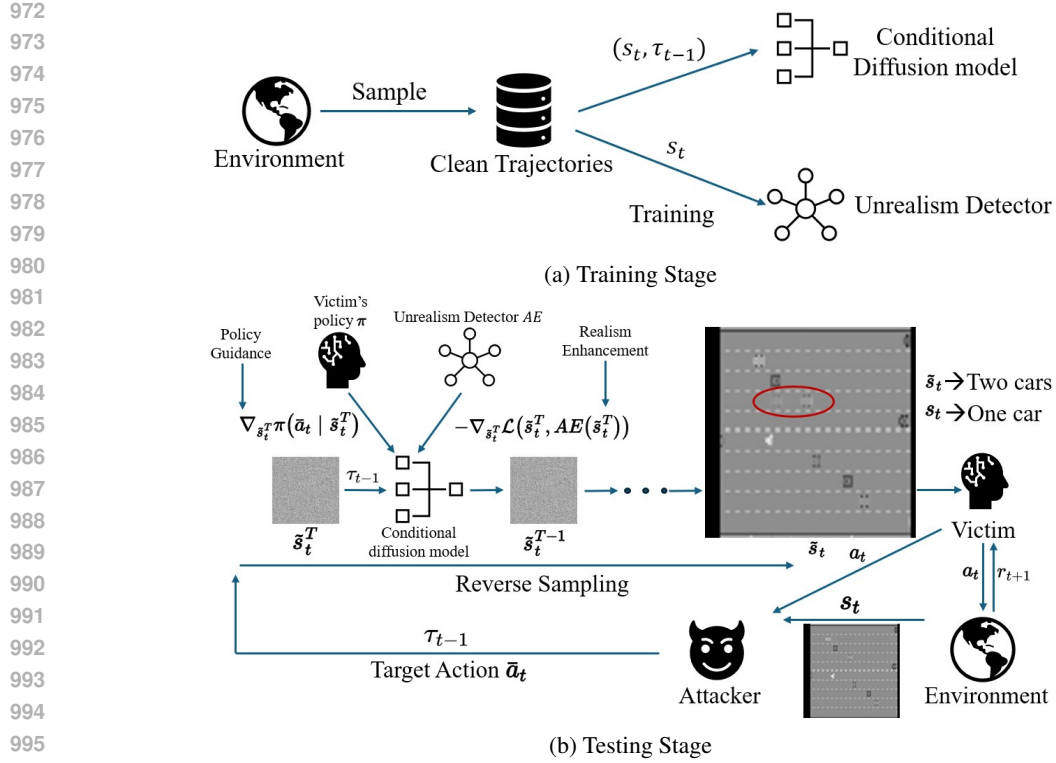 972
973
974
975
976
977
978
979
980
981
982
983
984
985
986
987
988
989
990
991
992
993
994
995
Environment
Sample
Clean Trajectories
(s_t, τ_{t−1})
Conditional
Diffusion model
s_t
Training
Unrealism Detector
(a) Training Stage
Policy
Guidance
Victim's
policy π
Unrealism Detector AE
Realism
Enhancement
∇_{s̃_t^T} π(ā_t | s̃_t^T)
−∇_{s̃_t^T} ℒ(s̃_t^T, AE(s̃_t^T))
s̃_t → Two cars
s_t → One car
τ_{t−1}
s̃_t^T
Conditional
diffusion model
s̃_t^{T−1}
s̃_t
a_t
Victim
Reverse Sampling
a_t
r_{t+1}
s_t
τ_{t−1}
Target Action ā_t
Attacker
Environment
(b) Testing Stage